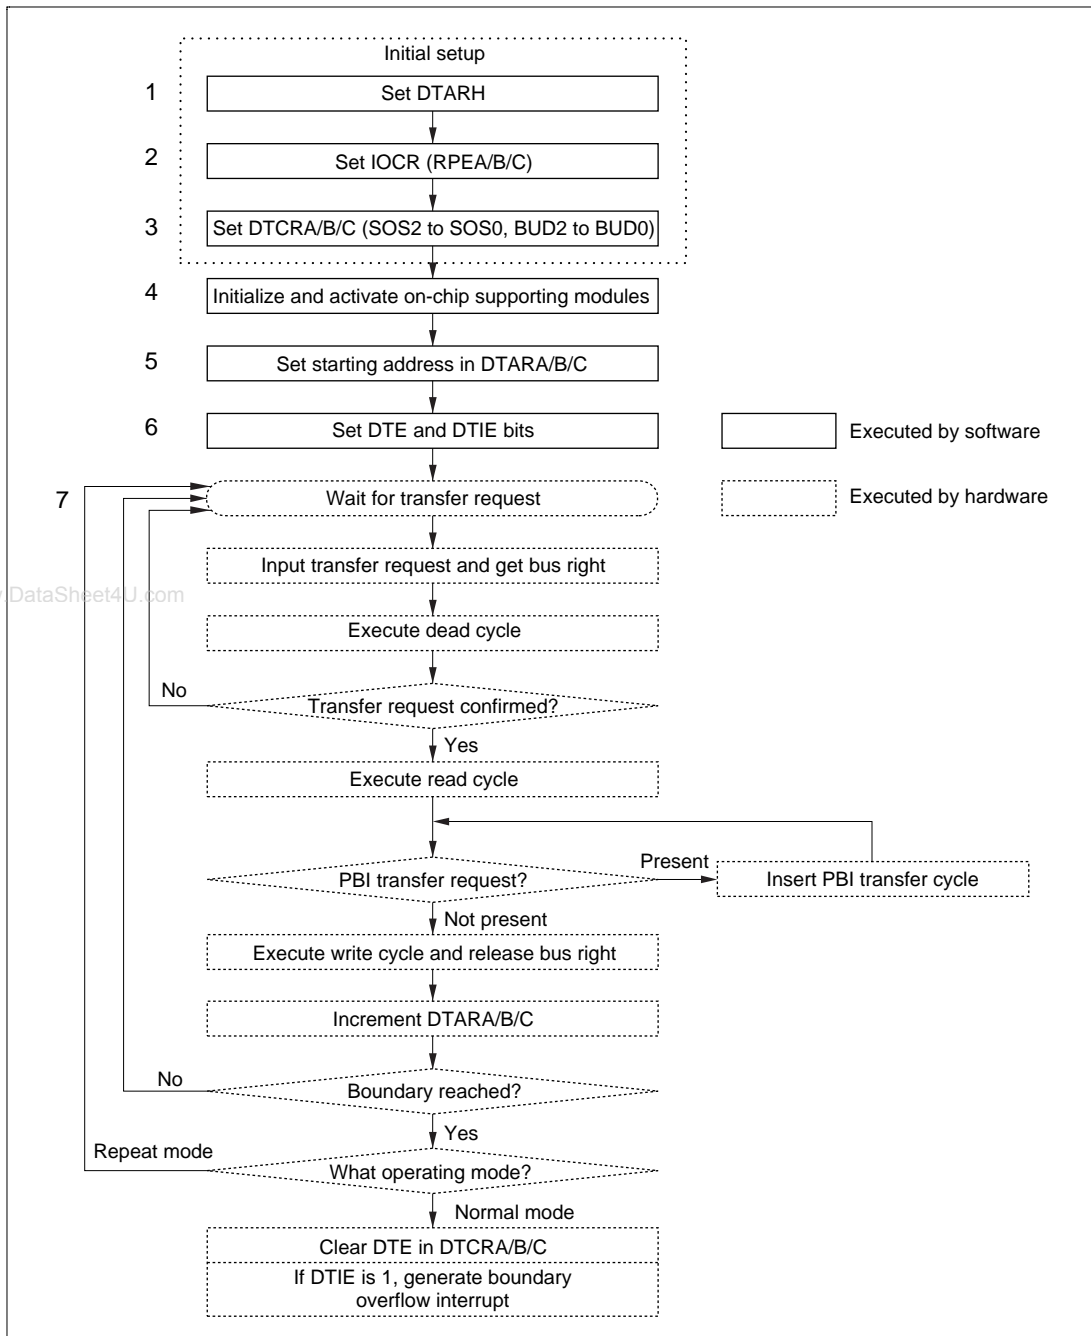 Initial setup
1
Set DTARH
2
Set IOCR (RPEA/B/C)
3
Set DTCRA/B/C (SOS2 to SOS0, BUD2 to BUD0)
4
Initialize and activate on-chip supporting modules
5
Set starting address in DTARA/B/C
6
Set DTE and DTIE bits
Executed by software
7
Wait for transfer request
Executed by hardware
Input transfer request and get bus right
.DataSheet4U.com
Execute dead cycle
No
Transfer request confirmed?
Yes
Execute read cycle
PBI transfer request?
Present
Insert PBI transfer cycle
Not present
Execute write cycle and release bus right
Increment DTARA/B/C
No
Boundary reached?
Yes
Repeat mode
What operating mode?
Normal mode
Clear DTE in DTCRA/B/C
If DTIE is 1, generate boundary
overflow interrupt